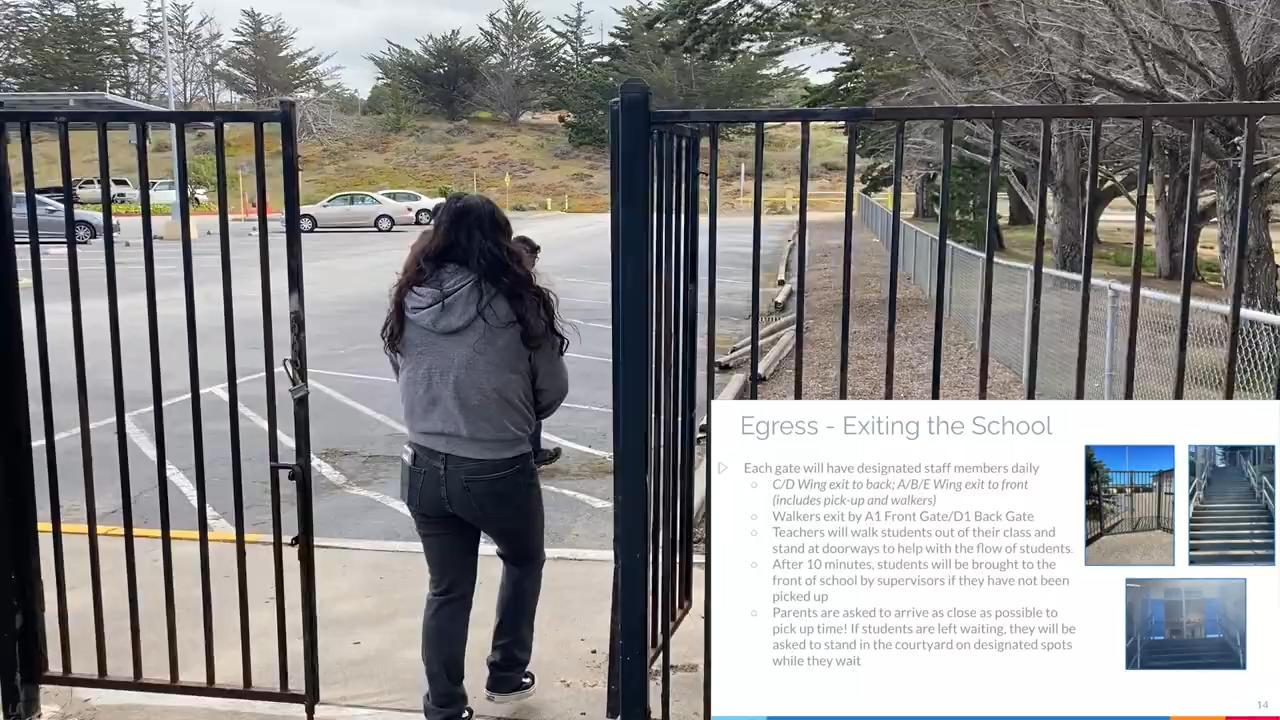 Egress - Exiting the School
Each gate will have designated staff members daily
C/D Wing exit to back; A/B/E Wing exit to front
(includes pick-up and walkers)
Walkers exit by A1 Front Gate/D1 Back Gate
Teachers will walk students out of their class and
stand at doorways to help with the flow of students.
After 10 minutes, students will be brought to the
front of school by supervisors if they have not been
picked up
Parents are asked to arrive as close as possible to
pick up time! If students are left waiting, they will be
asked to stand in the courtyard on designated spots
while they wait
14